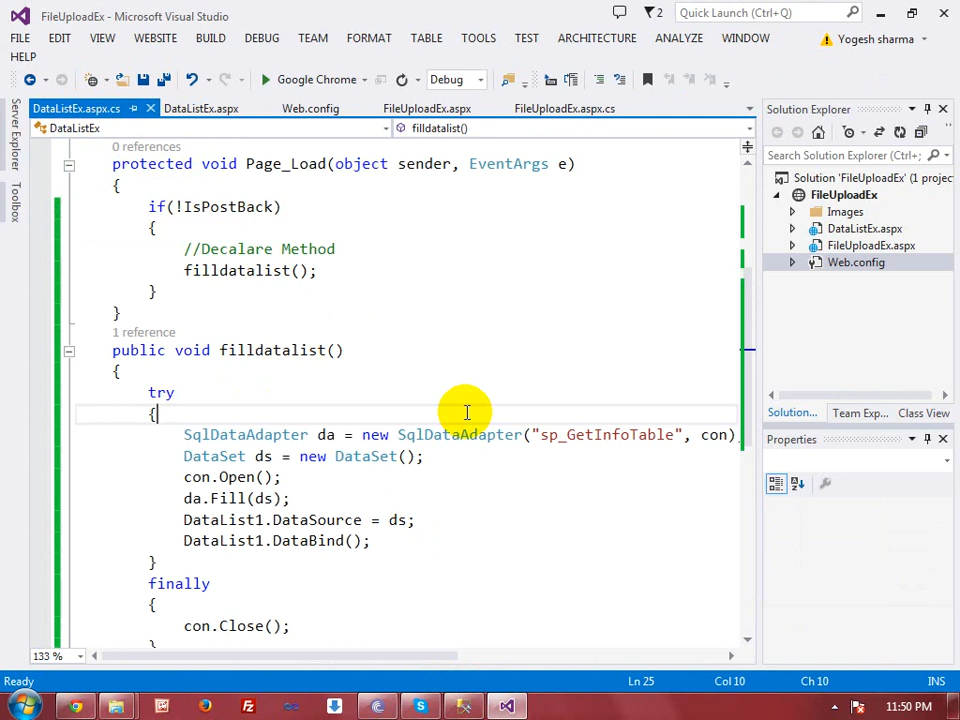 FileUploadEx - Microsoft Visual Studio
2
Quick Launch (Ctrl+Q)
FILE EDIT VIEW WEBSITE BUILD DEBUG TEAM FORMAT TABLE TOOLS TEST ARCHITECTURE ANALYZE WINDOW
Yogesh sharma
HELP
Google Chrome
Debug
DataListEx.aspx.cs
DataListEx.aspx
Web.config
FileUploadEx.aspx
FileUploadEx.aspx.cs
DataListEx
filldatalist()
Server Explorer
Toolbox
0 references
protected void Page_Load(object sender, EventArgs e)
{
if(!IsPostBack)
{
//Decalare Method
filldatalist();
}
}
1 reference
public void filldatalist()
{
try
{
SqlDataAdapter da = new SqlDataAdapter("sp_GetInfoTable", con)
DataSet ds = new DataSet();
con.Open();
da.Fill(ds);
DataList1.DataSource = ds;
DataList1.DataBind();
}
finally
{
con.Close();
}
133 %
Solution Explorer
Search Solution Explorer (Ctrl+;
Solution 'FileUploadEx' (1 projec
FileUploadEx
Images
DataListEx.aspx
FileUploadEx.aspx
Web.config
Solution... Team Exp... Class View
Properties
Ready
Ln 25
Col 10
Ch 10
INS
11:50 PM